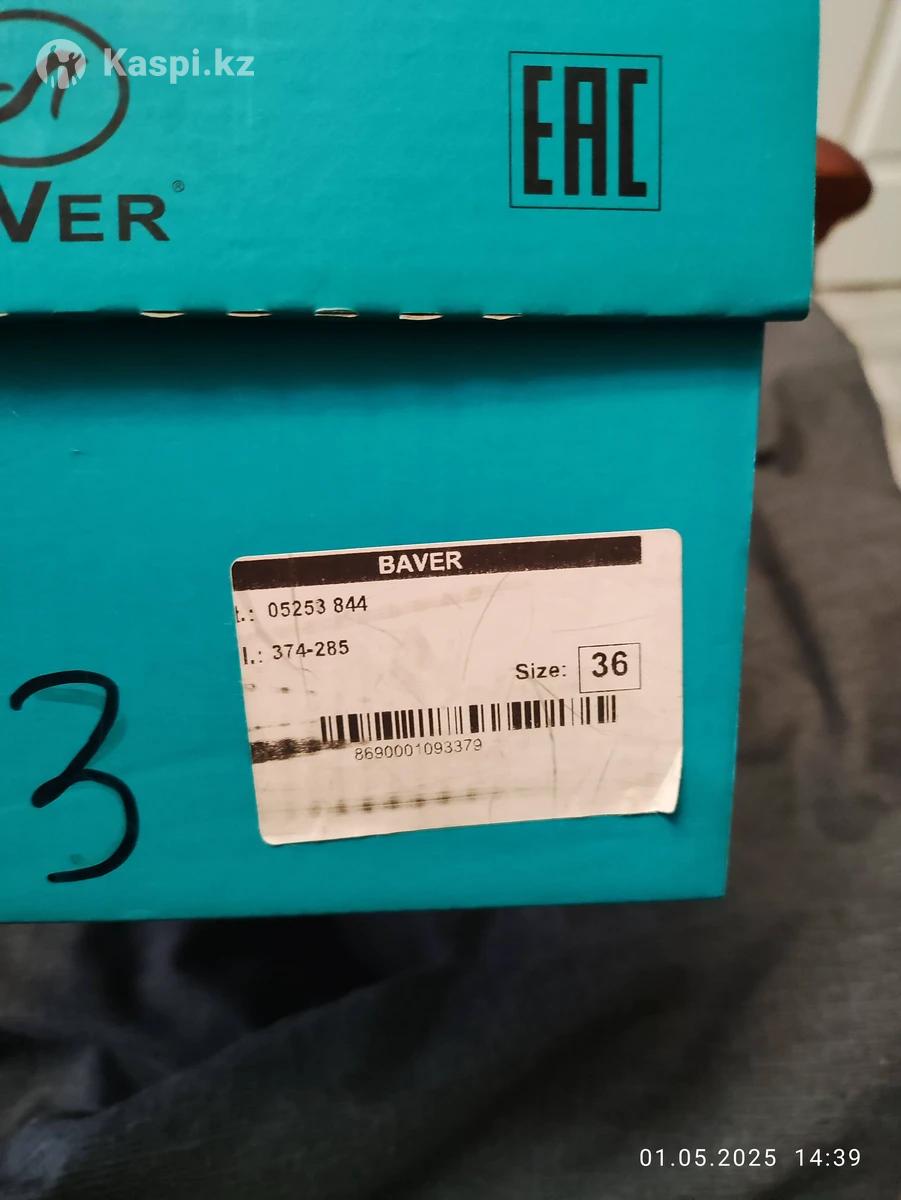 Kaspi.kz
EAC
VER®
BAVER
t.: 05253 844
l.: 374-285
Size: 36
8690001093379
3
01.05.2025 14:39